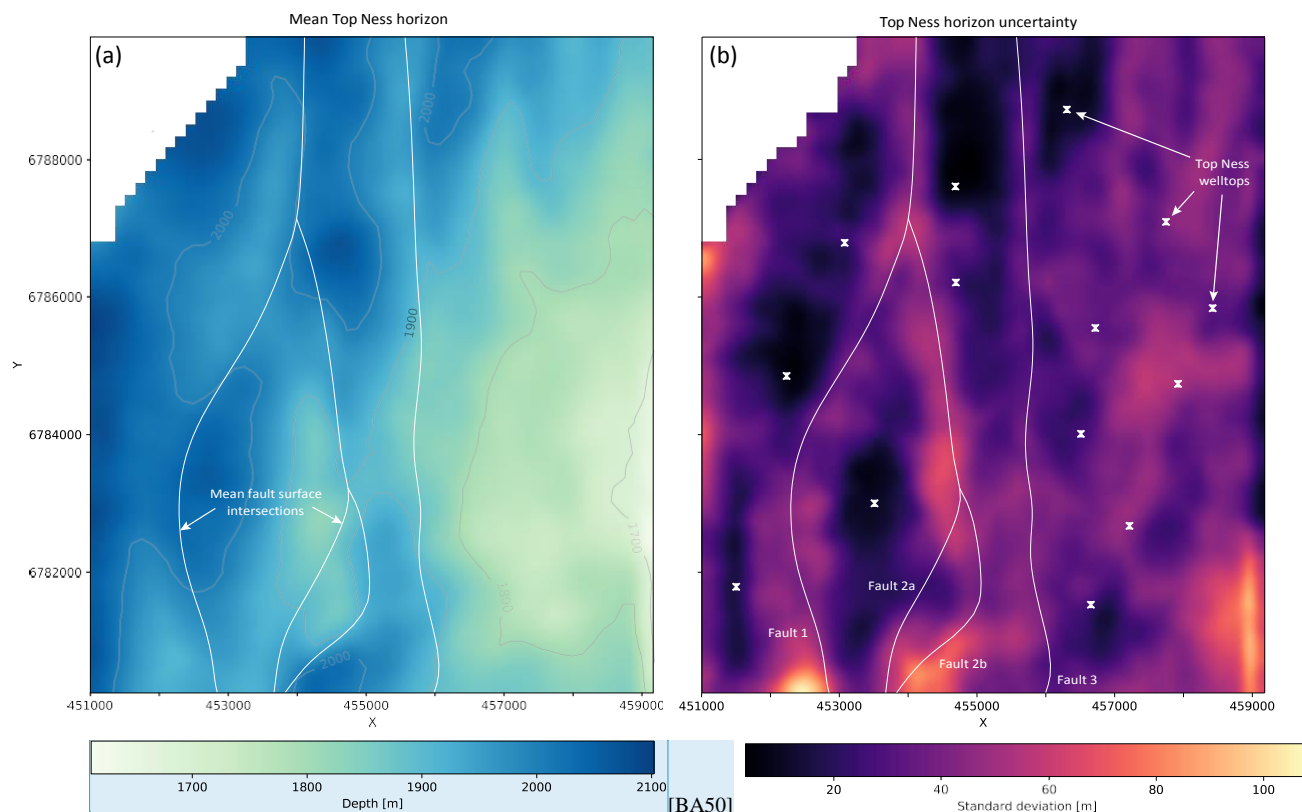 Mean Top Ness horizon
Top Ness horizon uncertainty
(a)
(b)
2000
2000
2000
1900
1800
1700
2000
Mean fault surface
intersections
Top Ness
welltops
Fault 1
Fault 2a
Fault 2b
Fault 3
6788000
6786000
6784000
6782000
Y
451000
453000
455000
457000
459000
X
451000
453000
455000
457000
459000
X
1700
1800
1900
2000
2100
Depth [m]
[BA50]
20
40
60
80
100
Standard deviation [m]